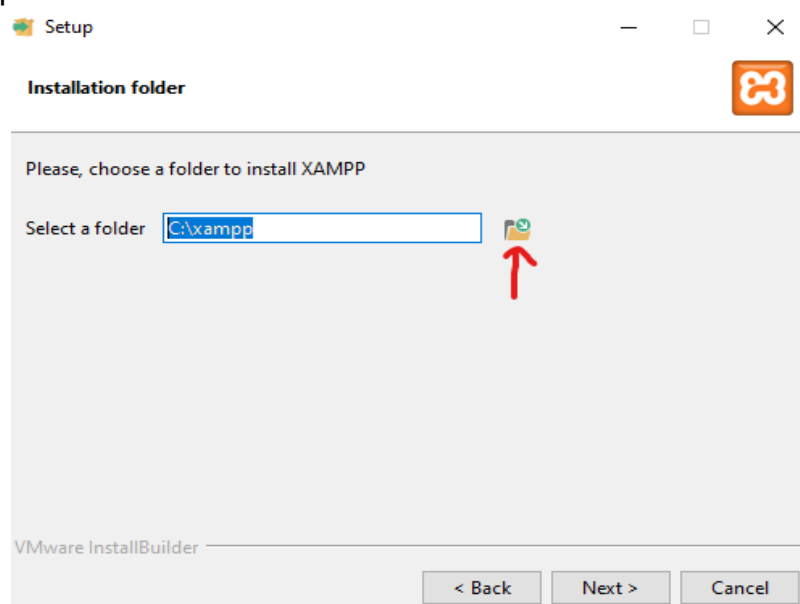 Setup
Installation folder
Please, choose a folder to install XAMPP
Select a folder C:\xampp
VMware InstallBuilder
< Back Next > Cancel